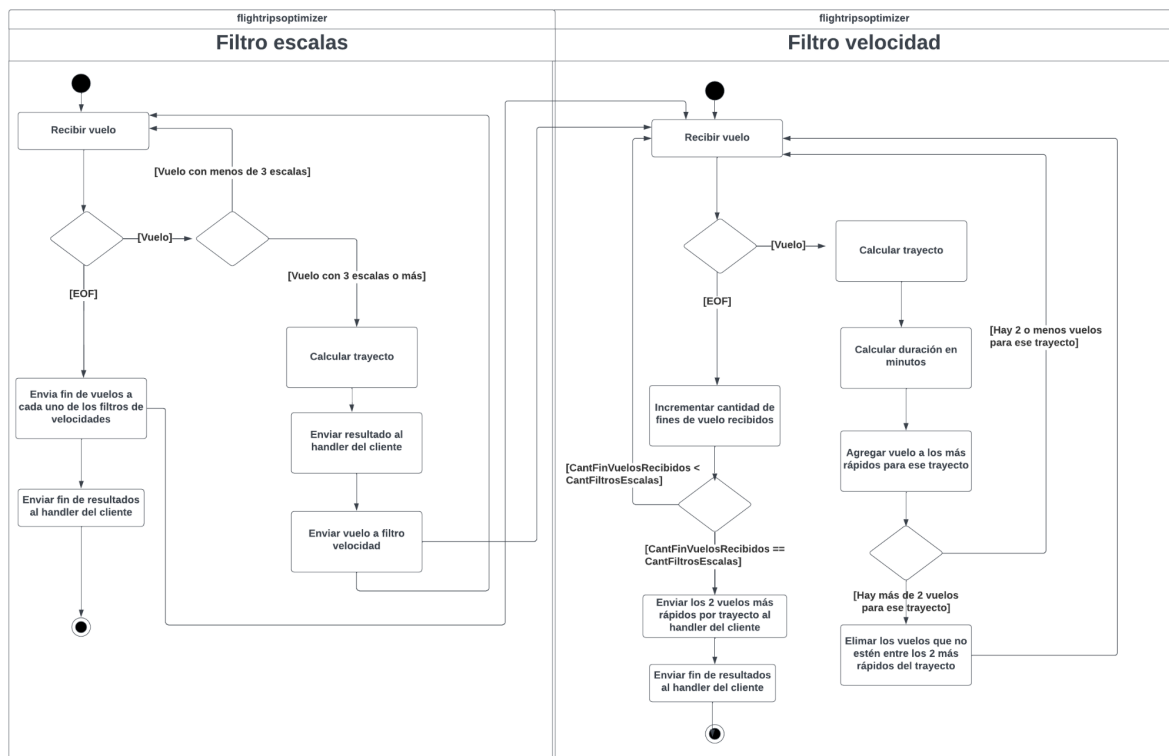 flightripsoptimizer
Filtro escalas
Recibir vuelo
[Vuelo con menos de 3 escalas]
[Vuelo]
[Vuelo con 3 escalas o más]
[EOF]
Calcular trayecto
Envia fin de vuelos a
cada uno de los filtros de
velocidades
Enviar resultado al
handler del cliente
Enviar fin de resultados
al handler del cliente
Enviar vuelo a filtro
velocidad
flightripsoptimizer
Filtro velocidad
Recibir vuelo
[Vuelo]
Calcular trayecto
[EOF]
[Hay 2 o menos vuelos
para ese trayecto]
Calcular duración en
minutos
Incrementar cantidad de
fines de vuelo recibidos
Agregar vuelo a los más
rápidos para ese trayecto
[CantFinVuelosRecibidos <
CantFiltrosEscalas]
[CantFinVuelosRecibidos ==
CantFiltrosEscalas]
[Hay más de 2 vuelos
para ese trayecto]
Enviar los 2 vuelos más
rápidos por trayecto al
handler del cliente
Elimar los vuelos que no
estén entre los 2 más
rápidos del trayecto
Enviar fin de resultados
al handler del cliente